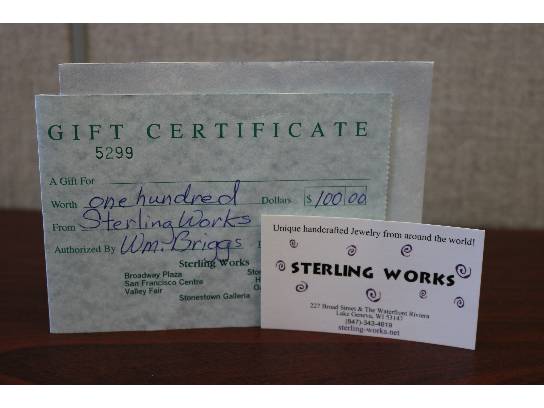 GIFT CERTIFICATE
5299
A Gift For
Worth one hundred Dollars $ 100 00
From Sterling Works
Authorized By Wm. Briggs
Sterling Works
Broadway Plaza
San Francisco Centre
Valley Fair
Stonestown Galleria
Unique handcrafted Jewelry from around the world!
STERLING WORKS
227 Broad Street & The Waterfront Riviera
Lake Geneva, WI 53147
(847)-343-4819
sterling-works.net